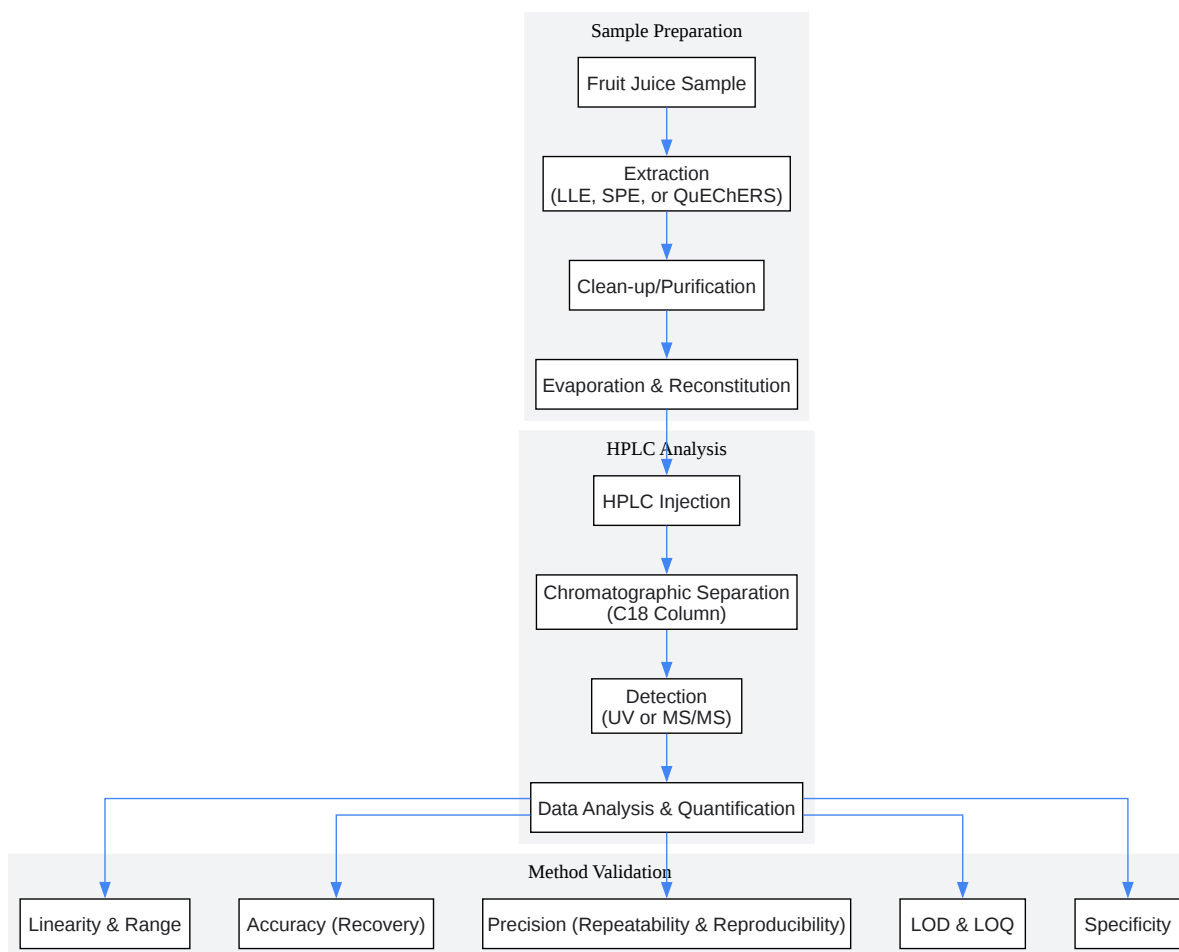 Sample Preparation
Fruit Juice Sample
Extraction
(LLE, SPE, or QuEChERS)
Clean-up/Purification
Evaporation & Reconstitution
HPLC Analysis
HPLC Injection
Chromatographic Separation
(C18 Column)
Detection
(UV or MS/MS)
Data Analysis & Quantification
Method Validation
Linearity & Range
Accuracy (Recovery)
Precision (Repeatability & Reproducibility)
LOD & LOQ
Specificity